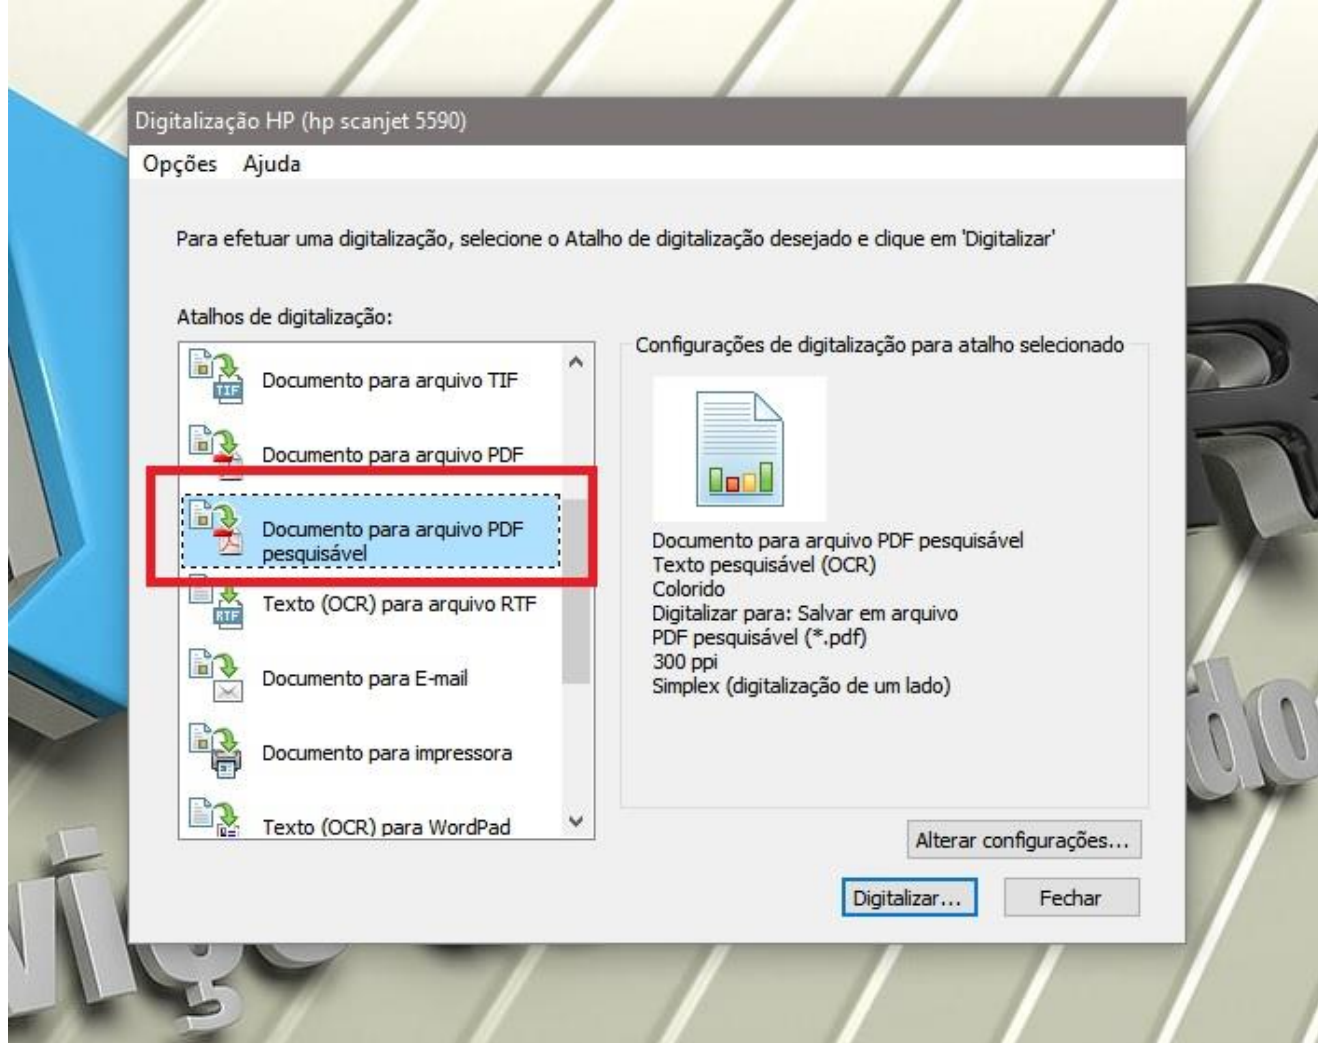 Digitalização HP (hp scanjet 5590)
Opções Ajuda
Para efetuar uma digitalização, selecione o Atalho de digitalização desejado e clique em 'Digitalizar'
Atalhos de digitalização:
TIF
Documento para arquivo TIF
Documento para arquivo PDF
Documento para arquivo PDF
pesquisável
RTF
Texto (OCR) para arquivo RTF
Documento para E-mail
Documento para impressora
Texto (OCR) para WordPad
Configurações de digitalização para atalho selecionado
Documento para arquivo PDF pesquisável
Texto pesquisável (OCR)
Colorido
Digitalizar para: Salvar em arquivo
PDF pesquisável (*.pdf)
300 ppi
Simplex (digitalização de um lado)
Alterar configurações...
Digitalizar...
Fechar